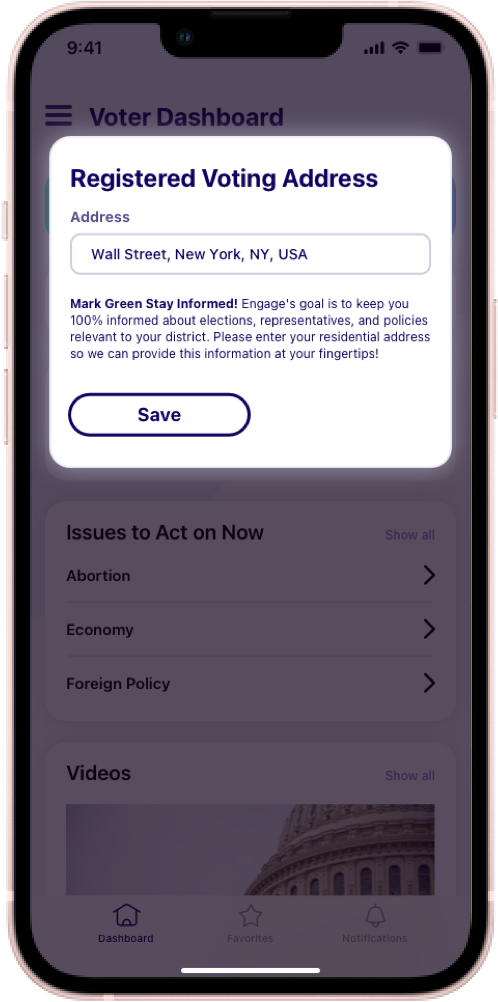 9:41
Voter Dashboard
Registered Voting Address
Address
Wall Street, New York, NY, USA
Mark Green Stay Informed! Engage's goal is to keep you
100% informed about elections, representatives, and policies
relevant to your district. Please enter your residential address
so we can provide this information at your fingertips!
Save
Issues to Act on Now
Show all
Abortion
Economy
Foreign Policy
Videos
Show all
Dashboard
Favorites
Notifications